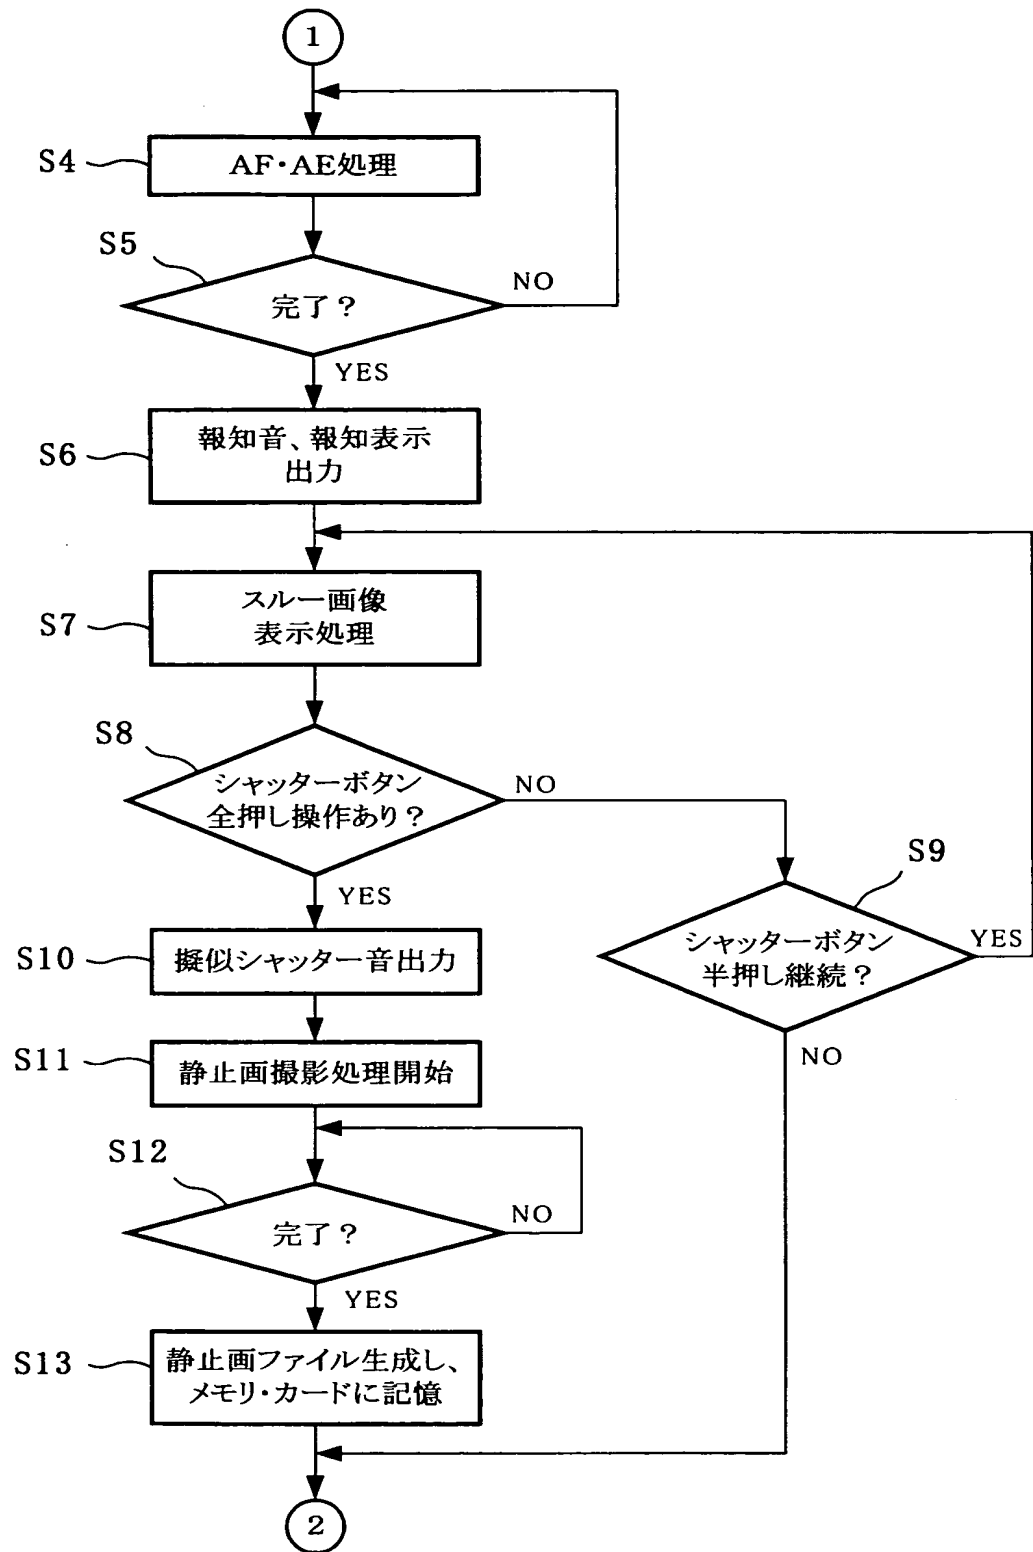 1
S4
AF・AE処理
S5
完了？
NO
YES
S6
報知音、報知表示
出力
S7
スルー画像
表示処理
S8
シャッターボタン
全押し操作あり？
NO
YES
S9
シャッターボタン
半押し継続？
YES
NO
S10
擬似シャッター音出力
S11
静止画撮影処理開始
S12
完了？
NO
YES
S13
静止画ファイル生成し、
メモリ・カードに記憶
2